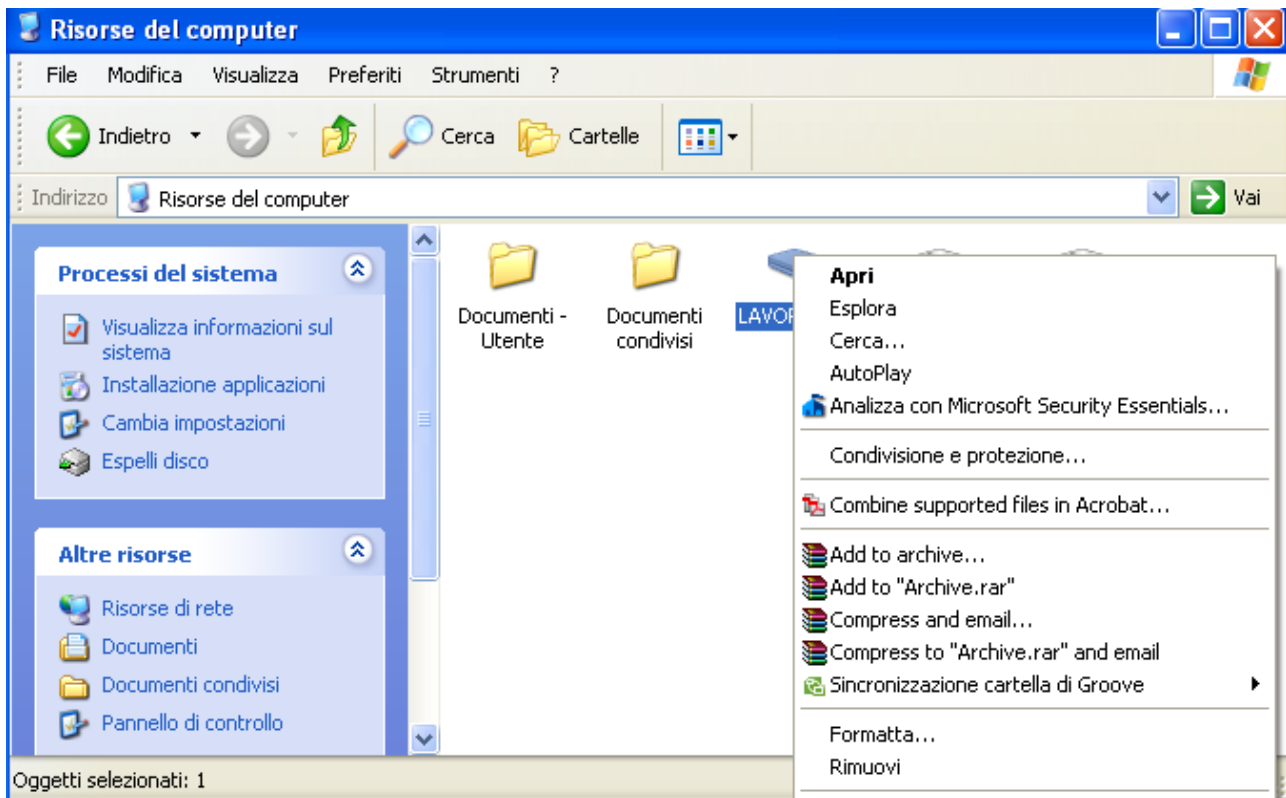 Risorse del computer
File Modifica Visualizza Preferiti Strumenti ?
Indietro Cerca Cartelle
Indirizzo Risorse del computer Vai
Processi del sistema
Visualizza informazioni sul
sistema
Installazione applicazioni
Cambia impostazioni
Espelli disco
Altre risorse
Risorse di rete
Documenti
Documenti condivisi
Pannello di controllo
Documenti -
Utente
Documenti
condivisi
Apri
Esplora
Cerca...
AutoPlay
Analizza con Microsoft Security Essentials...
Condivisione e protezione...
Combine supported files in Acrobat...
Add to archive...
Add to "Archive.rar"
Compress and email...
Compress to "Archive.rar" and email
Sincronizzazione cartella di Groove
Formatta...
Rimuovi
Oggetti selezionati: 1